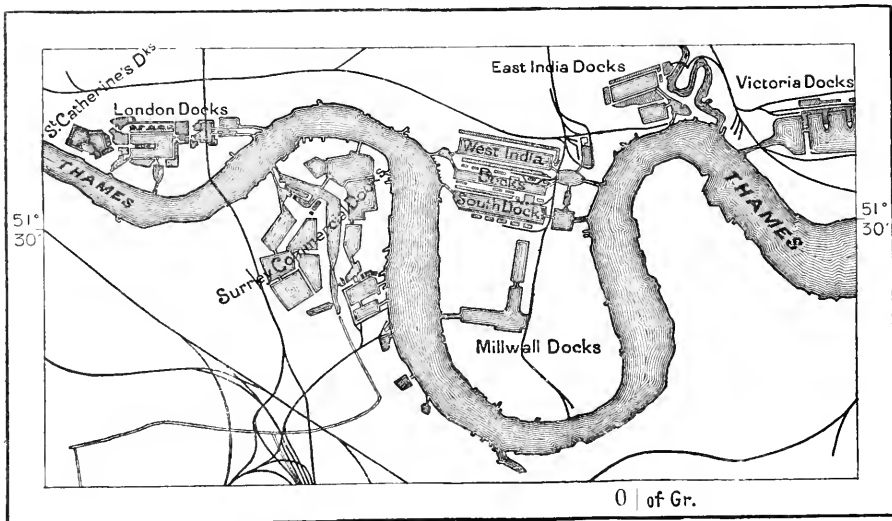 St. Catherine's Dks
London Docks
East India Docks
Victoria Docks
THAMES
West India
Docks
South Dock
THAMES
Surrey Commercial Docks
51°
30'
51°
30'
Millwall Docks
0 | of Gr.